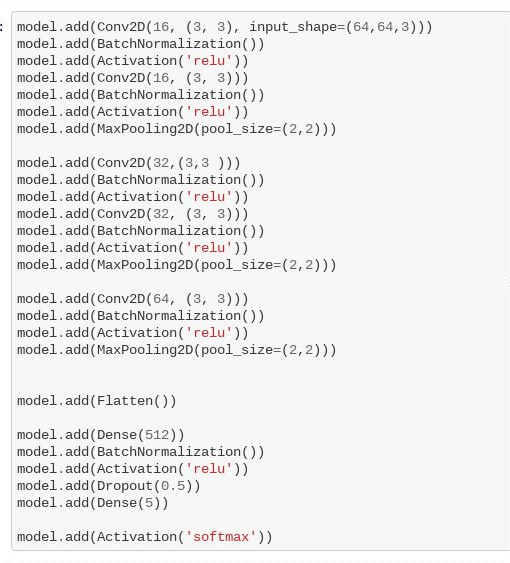 :
model.add(Conv2D(16, (3, 3), input_shape=(64,64,3)))
model.add(BatchNormalization())
model.add(Activation('relu'))
model.add(Conv2D(16, (3, 3)))
model.add(BatchNormalization())
model.add(Activation('relu'))
model.add(MaxPooling2D(pool_size=(2,2)))

model.add(Conv2D(32,(3,3 )))
model.add(BatchNormalization())
model.add(Activation('relu'))
model.add(Conv2D(32, (3, 3)))
model.add(BatchNormalization())
model.add(Activation('relu'))
model.add(MaxPooling2D(pool_size=(2,2)))

model.add(Conv2D(64, (3, 3)))
model.add(BatchNormalization())
model.add(Activation('relu'))
model.add(MaxPooling2D(pool_size=(2,2)))

model.add(Flatten())

model.add(Dense(512))
model.add(BatchNormalization())
model.add(Activation('relu'))
model.add(Dropout(0.5))
model.add(Dense(5))

model.add(Activation('softmax'))